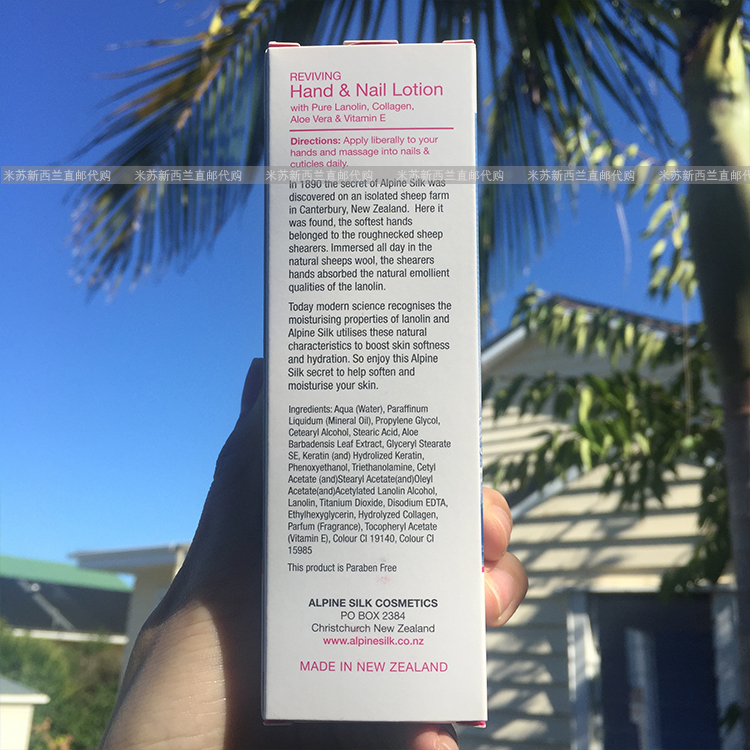 REVIVING
Hand & Nail Lotion
with Pure Lanolin, Collagen,
Aloe Vera & Vitamin E
Directions: Apply liberally to your
hands and massage into nails &
cuticles daily.
米苏新西兰直邮代购 米苏新西兰直邮代购 米苏新西兰直邮代购 米苏新西兰直邮代购 米苏新西兰直邮代购 米苏新西兰直邮代购
In 1890 the secret of Alpine Silk was
discovered on an isolated sheep farm
in Canterbury, New Zealand. Here it
was found, the softest hands
belonged to the roughnecked sheep
shearers. Immersed all day in the
natural sheeps wool, the shearers
hands absorbed the natural emollient
qualities of the lanolin.
Today modern science recognises the
moisturising properties of lanolin and
Alpine Silk utilises these natural
characteristics to boost skin softness
and hydration. So enjoy this Alpine
Silk secret to help soften and
moisturise your skin.
Ingredients: Aqua (Water), Paraffinum
Liquidum (Mineral Oil), Propylene Glycol,
Cetearyl Alcohol, Stearic Acid, Aloe
Barbadensis Leaf Extract, Glyceryl Stearate
SE, Keratin (and) Hydrolized Keratin,
Phenoxyethanol, Triethanolamine, Cetyl
Acetate (and)Stearyl Acetate(and)Oleyl
Acetate(and)Acetylated Lanolin Alcohol,
Lanolin, Titanium Dioxide, Disodium EDTA,
Ethylhexyglycerin, Hydrolyzed Collagen,
Parfum (Fragrance), Tocopheryl Acetate
(Vitamin E), Colour CI 19140, Colour CI
15985
This product is Paraben Free
ALPINE SILK COSMETICS
PO BOX 2384
Christchurch New Zealand
www.alpinesilk.co.nz
MADE IN NEW ZEALAND